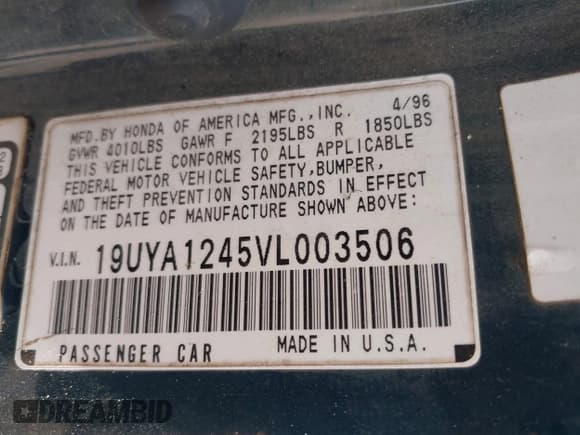 MFD.BY HONDA OF AMERICA MFG.,INC. 4/96
GVWR 4010LBS GAWR F 2195LBS R 1850LBS
THIS VEHICLE CONFORMS TO ALL APPLICABLE
FEDERAL MOTOR VEHICLE SAFETY,BUMPER,
AND THEFT PREVENTION STANDARDS IN EFFECT
ON THE DATE OF MANUFACTURE SHOWN ABOVE:
V.I.N. 19UYA1245VL003506
PASSENGER CAR MADE IN U.S.A.
DREAMBID